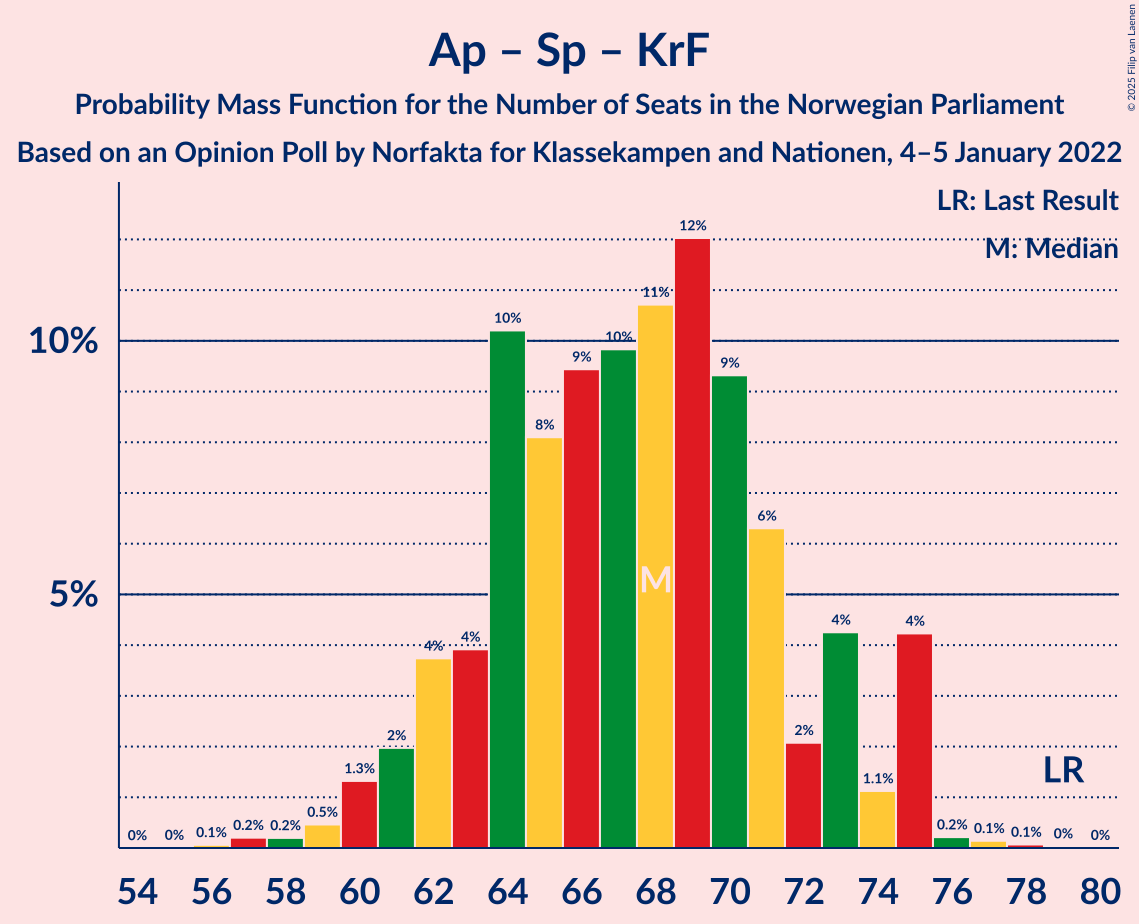 Ap – Sp – KrF
Probability Mass Function for the Number of Seats in the Norwegian Parliament
Based on an Opinion Poll by Norfakta for Klassekampen and Nationen, 4–5 January 2022
© 2025 Filip van Laenen
LR: Last Result
M: Median
10%
5%
0% 0% 0.1% 0.2% 0.2% 0.5% 1.3% 2% 4% 4% 10% 8% 9% 10% 11% 12% 9% 6% 2% 4% 1.1% 4% 0.2% 0.1% 0.1% 0% 0%
M
LR
54 56 58 60 62 64 66 68 70 72 74 76 78 80